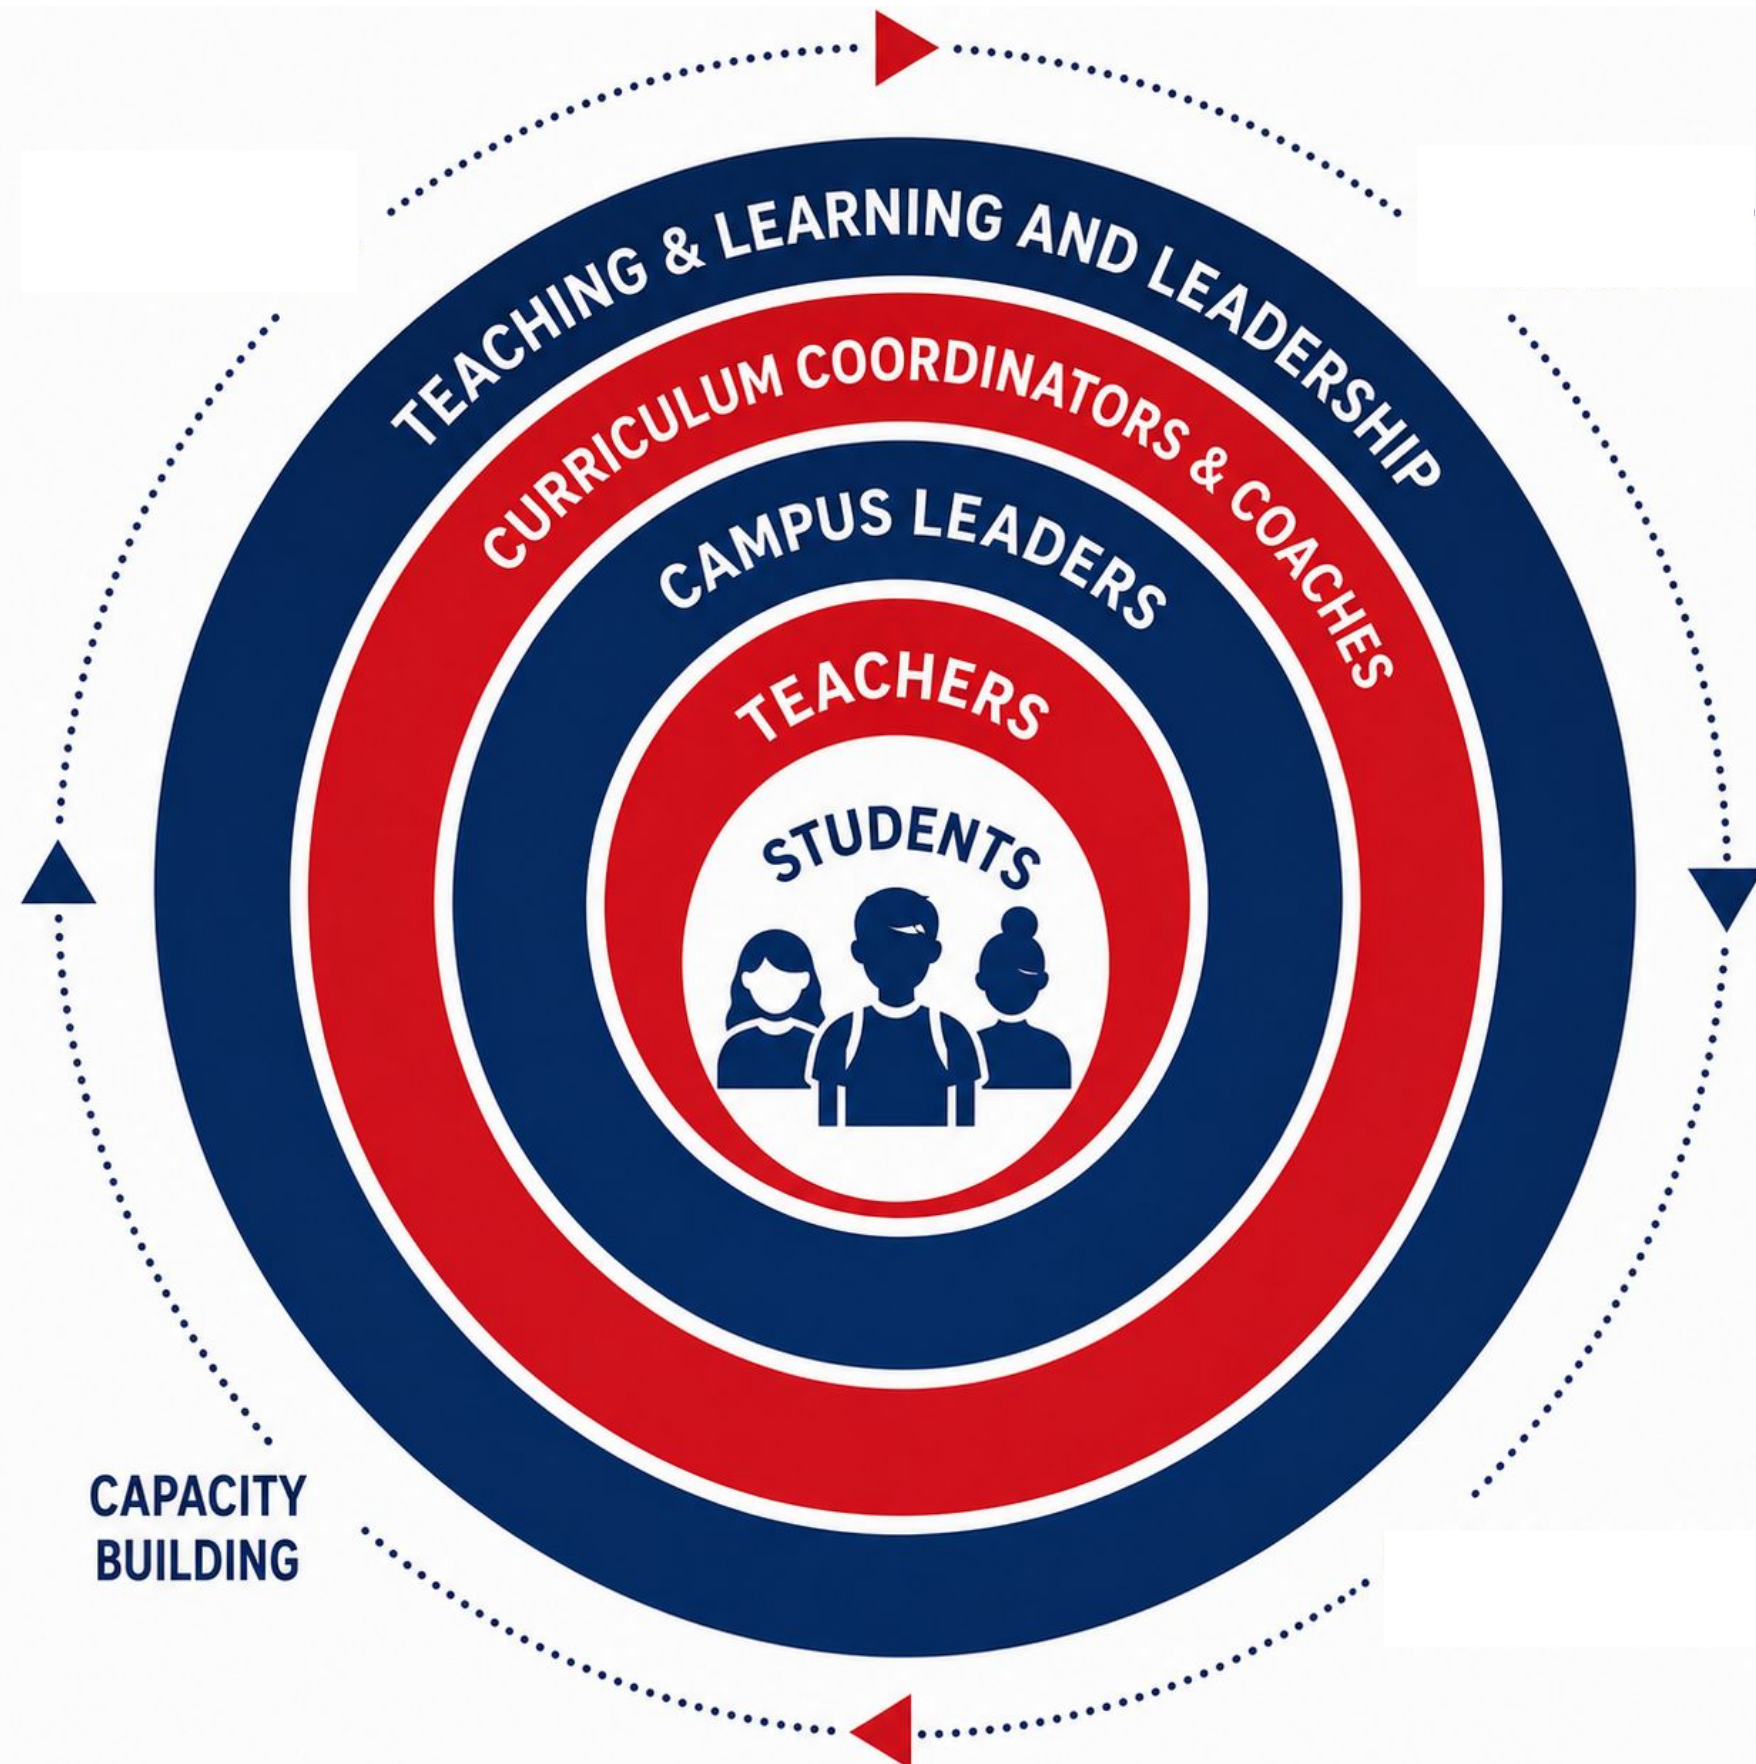 TEACHING & LEARNING AND LEADERSHIP
CURRICULUM COORDINATORS & COACHES
CAMPUS LEADERS
TEACHERS
STUDENTS
CAPACITY
BUILDING